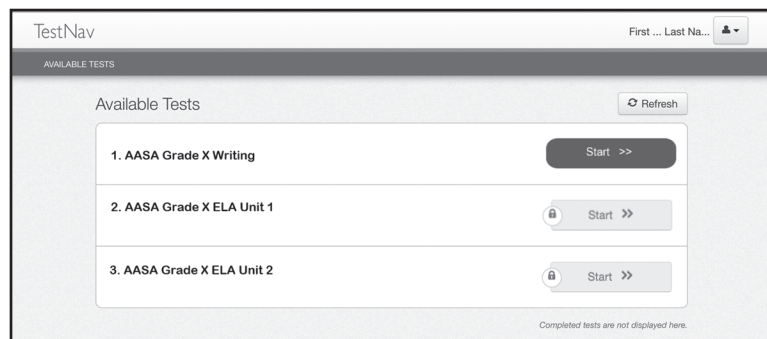 TestNav
First ... Last Na...
AVAILABLE TESTS
Available Tests
Refresh
1. AASA Grade X Writing
Start >>
2. AASA Grade X ELA Unit 1
Start >>
3. AASA Grade X ELA Unit 2
Start >>
Completed tests are not displayed here.